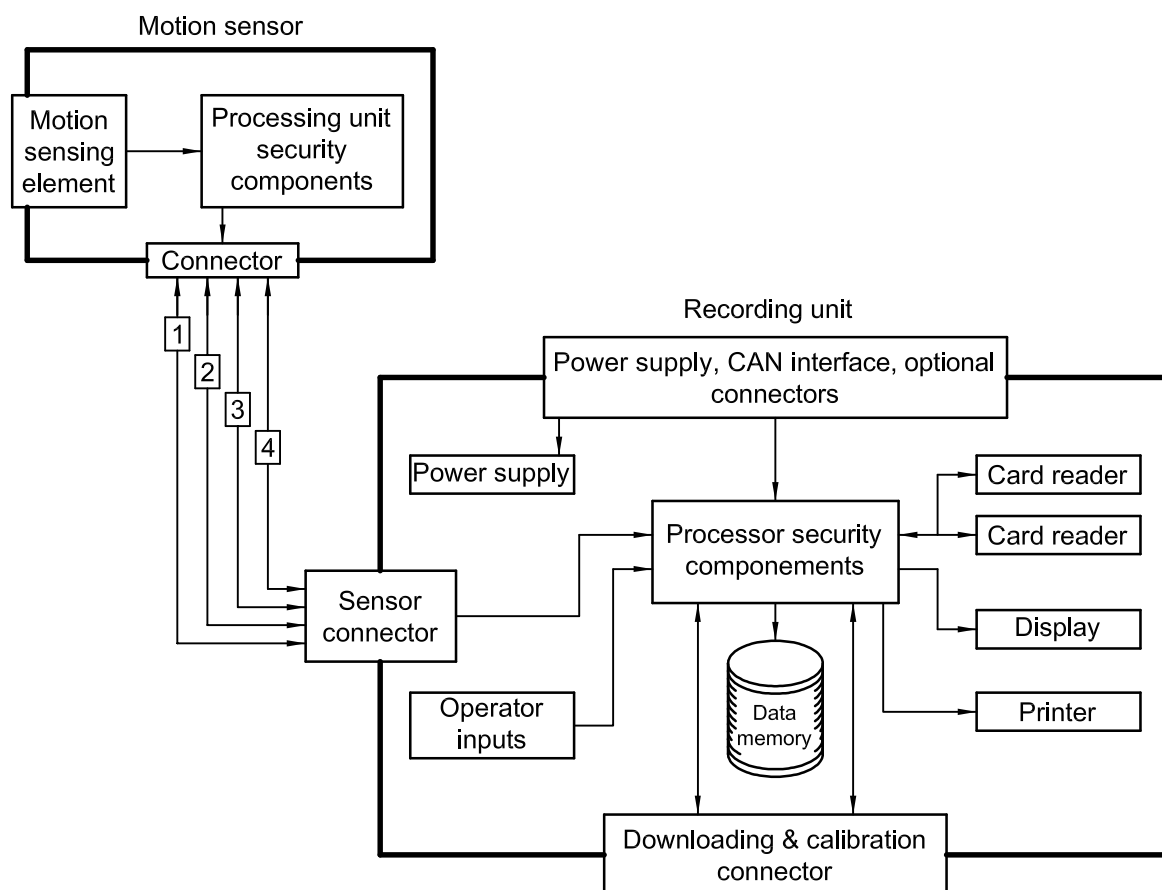 Motion sensor
Motion
sensing
element
Processing unit
security
components
Connector
1
2
3
4
Recording unit
Power supply, CAN interface, optional
connectors
Power supply
Card reader
Card reader
Processor security
componements
Sensor
connector
Display
Operator
inputs
Data
memory
Printer
Downloading & calibration
connector